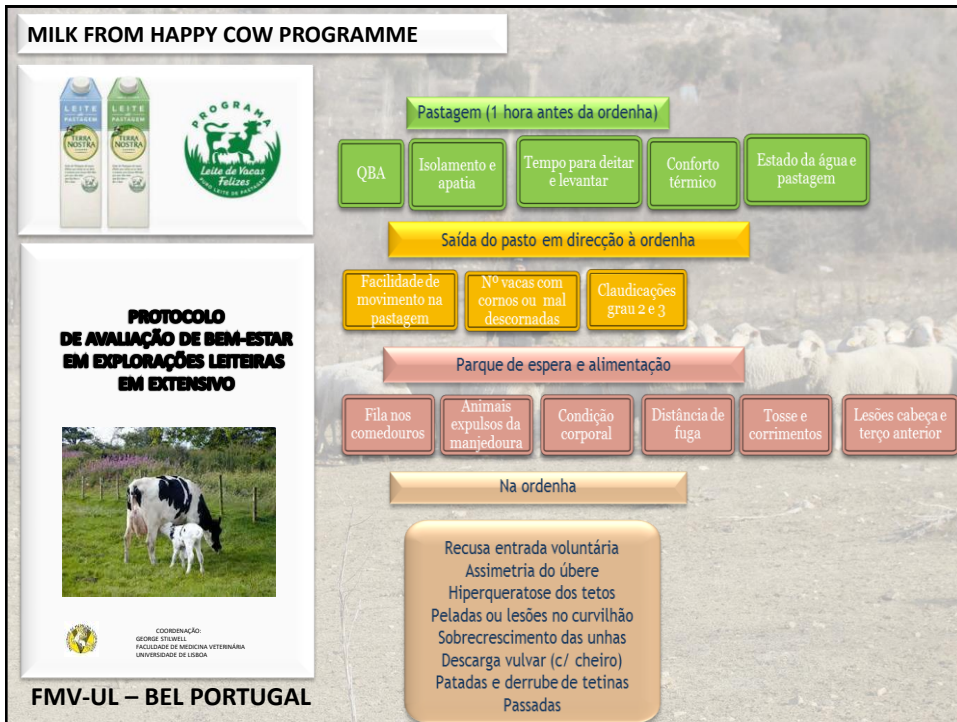 MILK FROM HAPPY COW PROGRAMME
LEITE
de
PASTAGEM
TERRA
NOSTRA
LEITE
de
PASTAGEM
TERRA
NOSTRA
PROGRAMA
Leite de Vacas
Felizes
PURO LEITE DE PASTAGEM
PROTOCOLO
DE AVALIAÇÃO DE BEM-ESTAR
EM EXPLORAÇÕES LEITEIRAS
EM EXTENSIVO
COORDENAÇÃO:
GEORGE STILWELL
FACULDADE DE MEDICINA VETERINÁRIA
UNIVERSIDADE DE LISBOA
FMV-UL – BEL PORTUGAL
Pastagem (1 hora antes da ordenha)
QBA
Isolamento e
apatia
Tempo para deitar
e levantar
Conforto
térmico
Estado da água e
pastagem
Saída do pasto em direcção à ordenha
Facilidade de
movimento na
pastagem
Nº vacas com
cornos ou mal
descornadas
Claudicações
grau 2 e 3
Parque de espera e alimentação
Fila nos
comedouros
Animais
expulsos da
manjedoura
Condição
corporal
Distância de
fuga
Tosse e
corrimentos
Lesões cabeça e
terço anterior
Na ordenha
Recusa entrada voluntária
Assimetria do úbere
Hiperqueratose dos tetos
Peladas ou lesões no curvilhão
Sobrecrescimento das unhas
Descarga vulvar (c/ cheiro)
Patadas e derrube de tetinas
Passadas